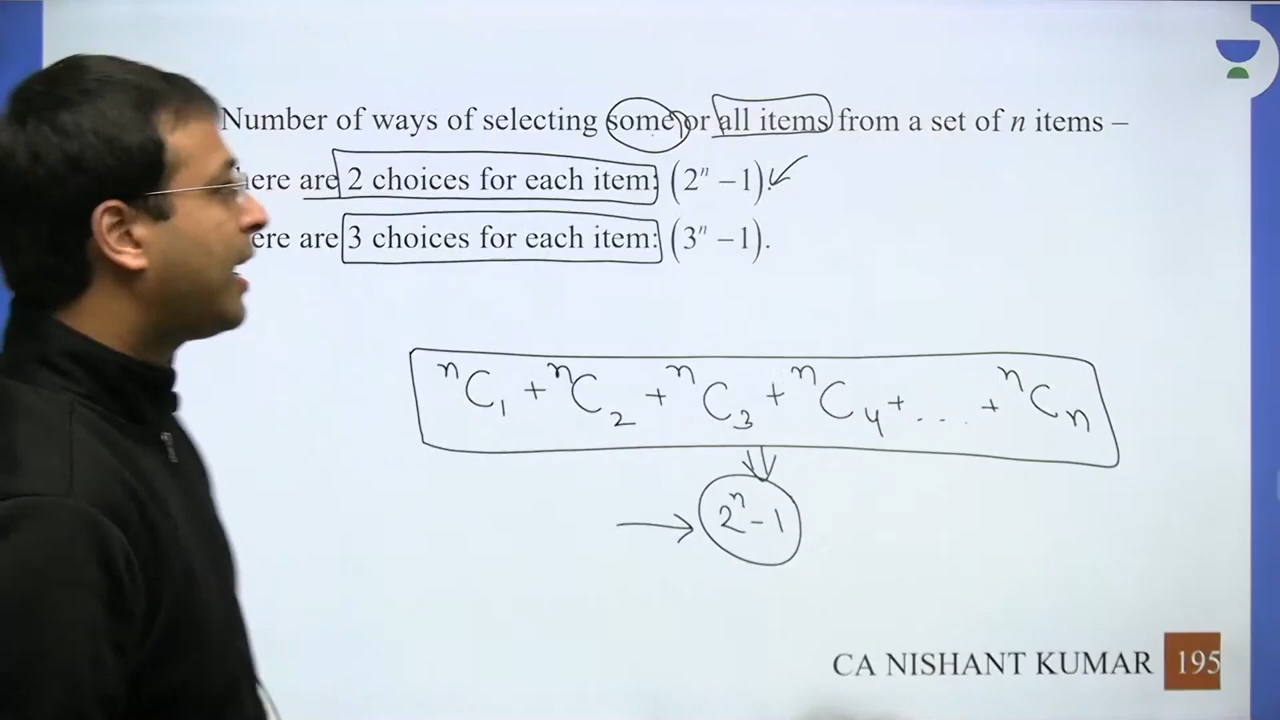 Number of ways of selecting some or all items from a set of n items –
here are 2 choices for each item: (2ⁿ – 1).
ere are 3 choices for each item: (3ⁿ – 1).
ⁿC₁ + ⁿC₂ + ⁿC₃ + ⁿC₄ + .... + ⁿCₙ
2ⁿ - 1
CA NISHANT KUMAR 195